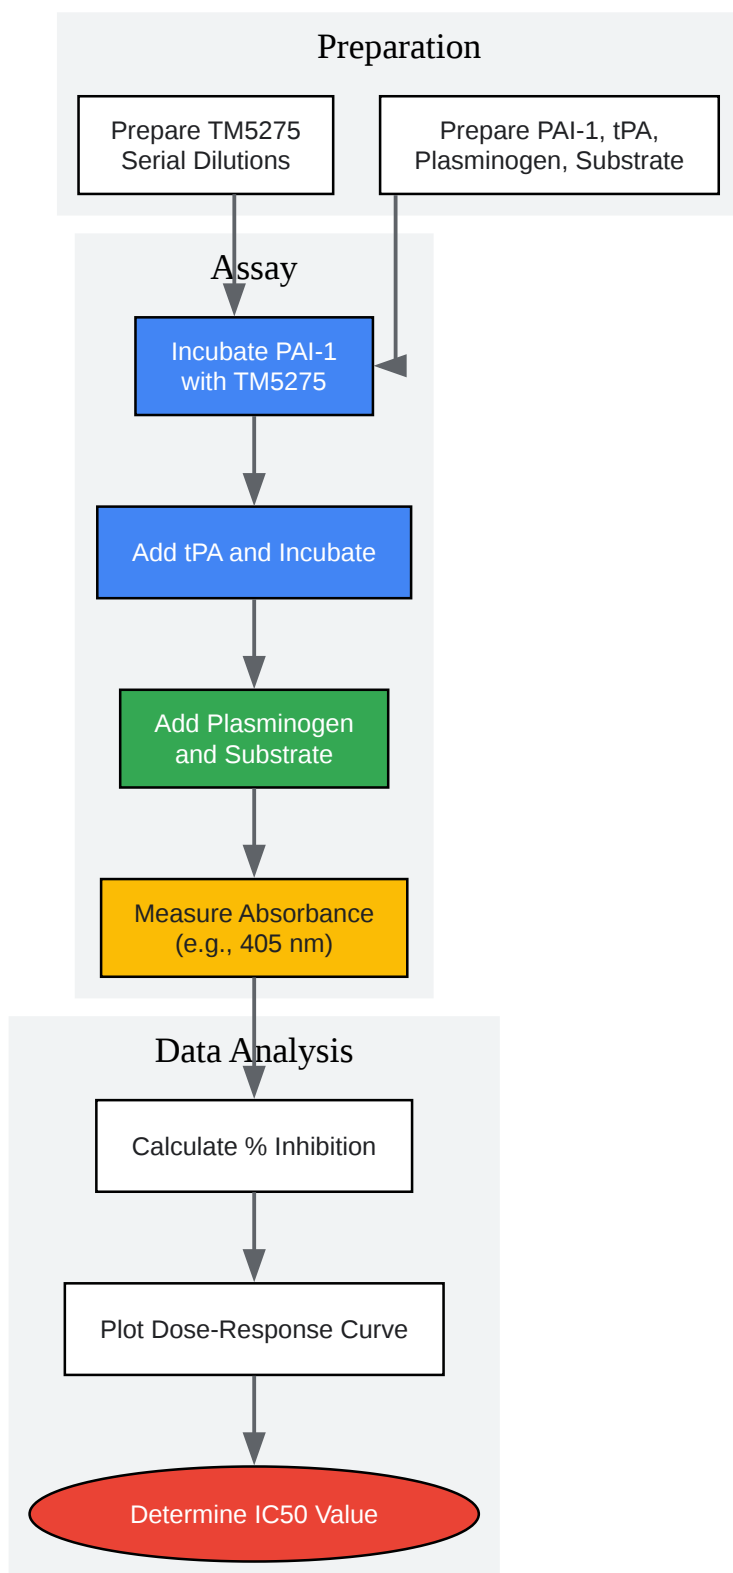 Preparation
Prepare TM5275
Serial Dilutions
Prepare PAI-1, tPA,
Plasminogen, Substrate
Assay
Incubate PAI-1
with TM5275
Add tPA and Incubate
Add Plasminogen
and Substrate
Measure Absorbance
(e.g., 405 nm)
Data Analysis
Calculate % Inhibition
Plot Dose-Response Curve
Determine IC50 Value